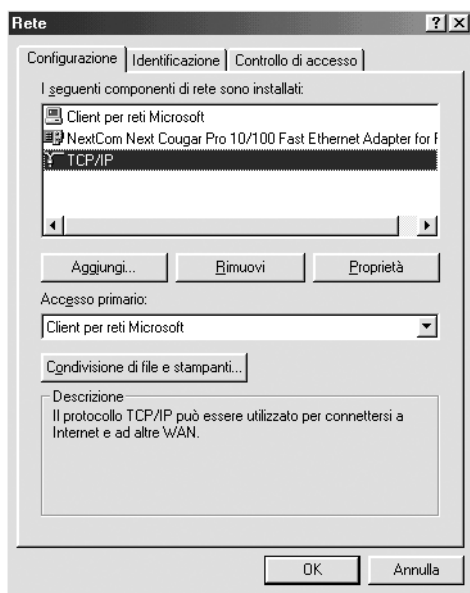 Rete
Configurazione Identificazione Controllo di accesso
I seguenti componenti di rete sono installati:
Client per reti Microsoft
NextCom Next Cougar Pro 10/100 Fast Ethernet Adapter for
TCP/IP
Aggiungi... Rimuovi Proprietà
Accesso primario:
Client per reti Microsoft
Condivisione di file e stampanti...
Descrizione
Il protocollo TCP/IP può essere utilizzato per connettersi a
Internet e ad altre WAN.
OK Annulla